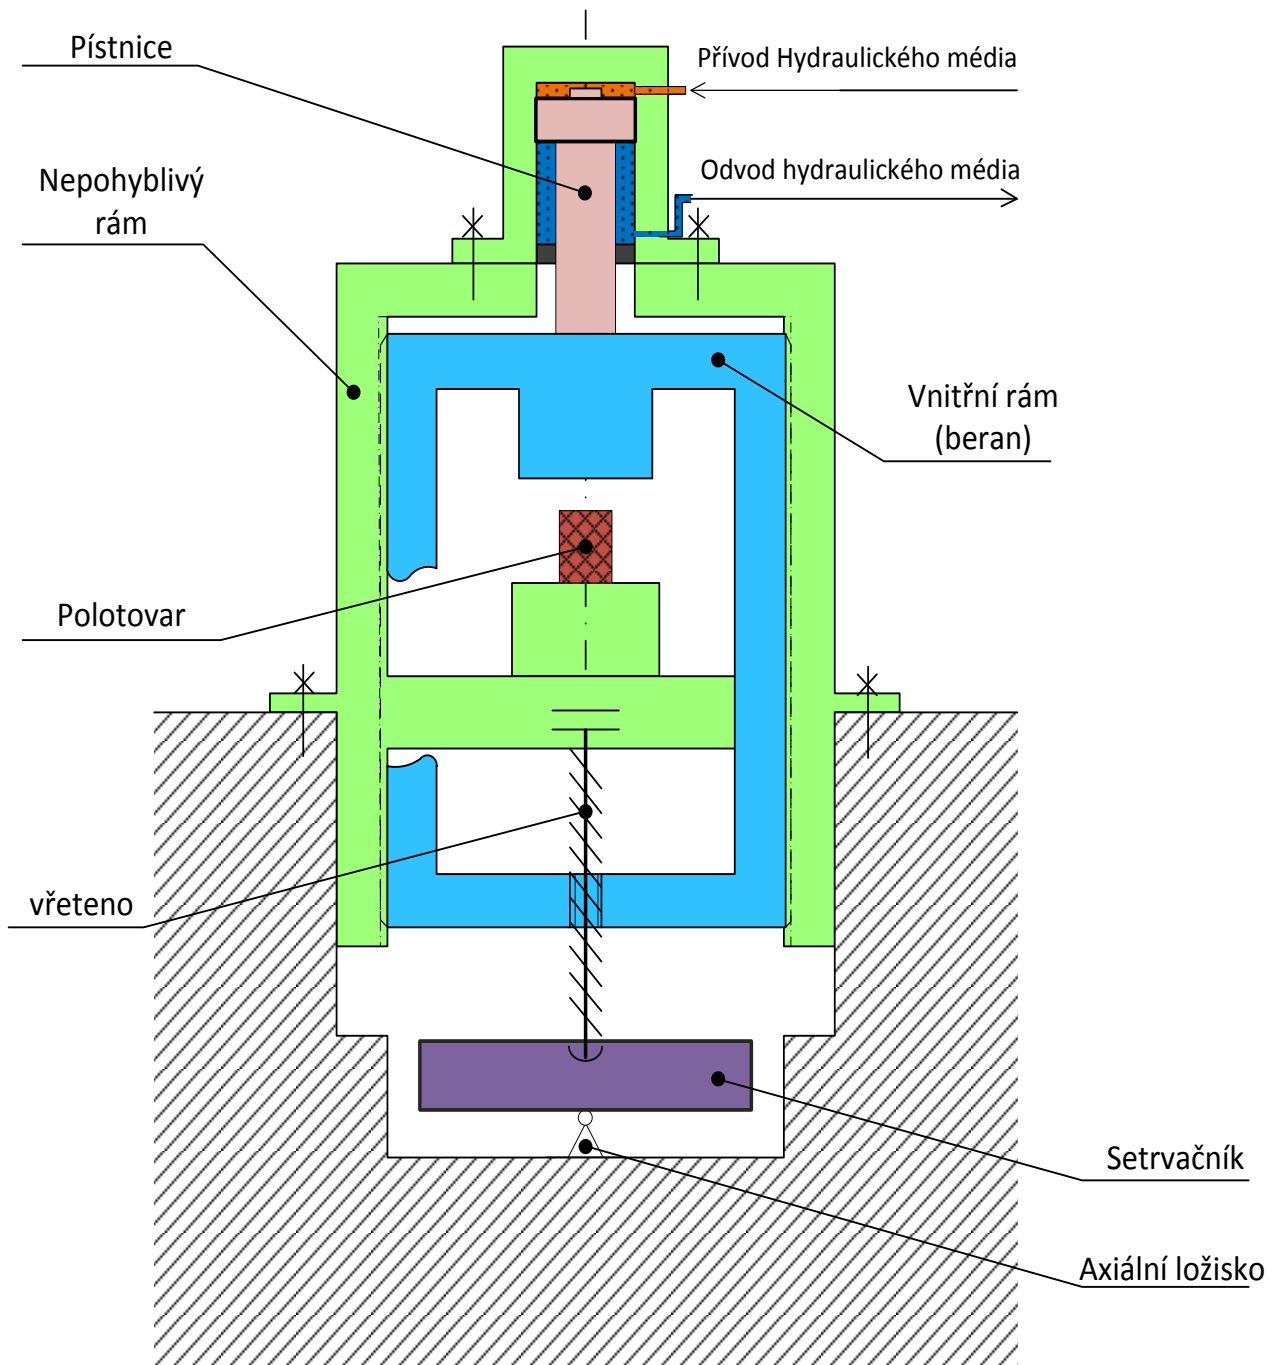 Pístnice
Přívod Hydraulického média
Odvod hydraulického média
Nepohyblivý
rám
Vnitřní rám
(beran)
Polotovar
vřeteno
Setrvačník
Axiální ložisko